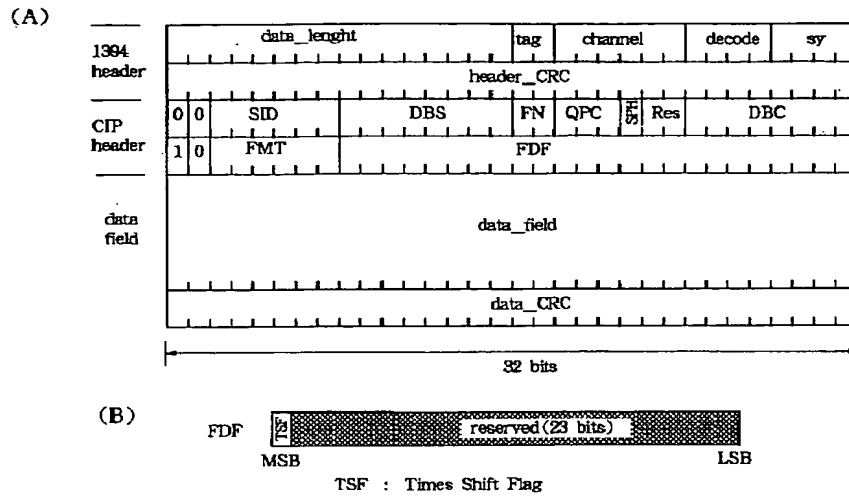 (A)
1394 header
data_lenght tag channel decode sy
header_CRC
CIP header
0 0 SID DBS FN QPC SPH Res DBC
1 0 FMT FDF
data field
data_field
data_CRC
32 bits
(B)
FDF TSF reserved(23 bits)
MSB LSB
TSF : Times Shift Flag